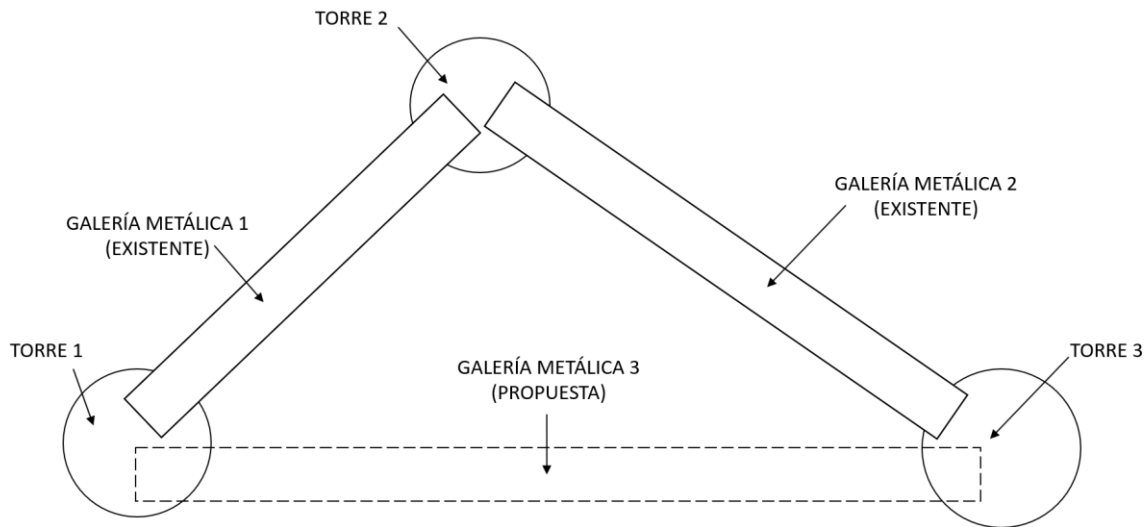 TORRE 2
GALERÍA METÁLICA 2
(EXISTENTE)
GALERÍA METÁLICA 1
(EXISTENTE)
TORRE 1
GALERÍA METÁLICA 3
(PROPUESTA)
TORRE 3